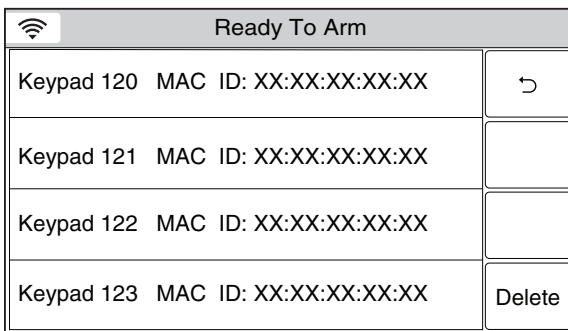 Ready To Arm
Keypad 120 MAC ID: XX:XX:XX:XX:XX
Keypad 121 MAC ID: XX:XX:XX:XX:XX
Keypad 122 MAC ID: XX:XX:XX:XX:XX
Keypad 123 MAC ID: XX:XX:XX:XX:XX
Delete